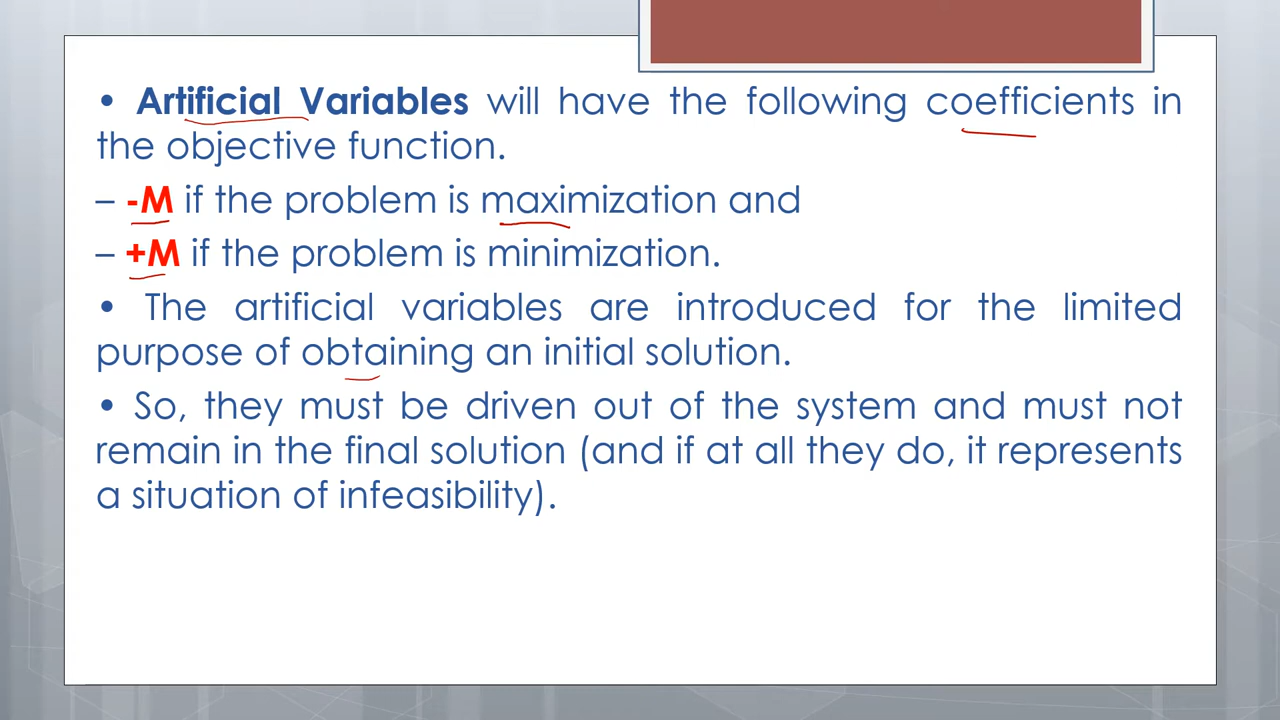 • Artificial Variables will have the following coefficients in
the objective function.
– -M if the problem is maximization and
– +M if the problem is minimization.
• The artificial variables are introduced for the limited
purpose of obtaining an initial solution.
• So, they must be driven out of the system and must not
remain in the final solution (and if at all they do, it represents
a situation of infeasibility).